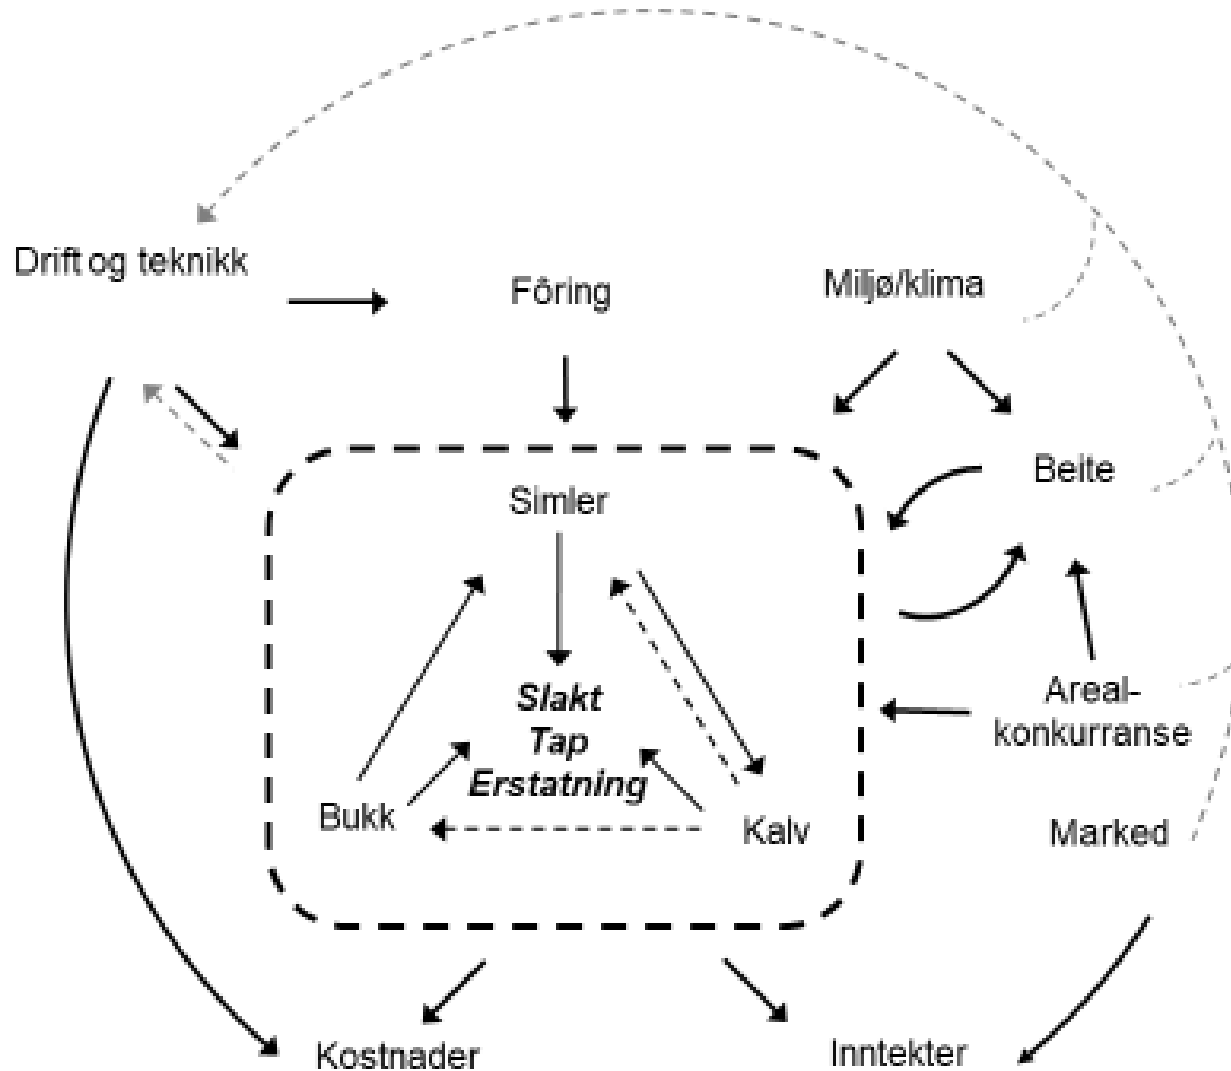 Drift og teknikk
Fôring
Miljø/klima
Beite
Simler
Slakt
Tap
Erstatning
Areal-
konkurranse
Bukk
Kalv
Marked
Kostnader
Inntekter